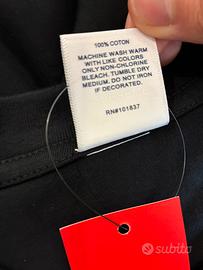 100% COTTON
MACHINE WASH WARM
WITH LIKE COLORS
ONLY NON-CHLORINE
BLEACH. TUMBLE DRY
MEDIUM. DO NOT IRON
IF DECORATED.
RN#101837
subito